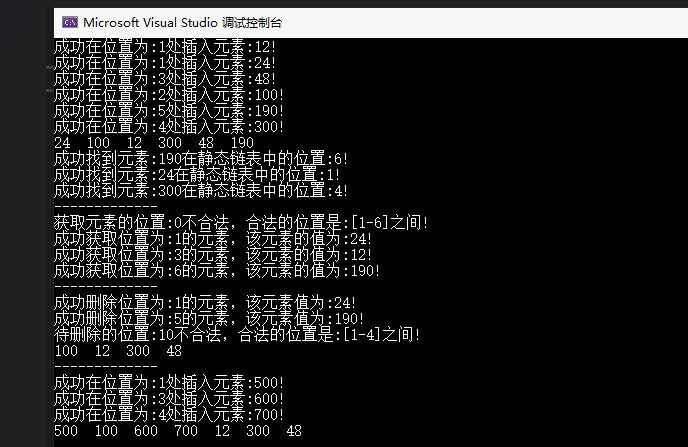 Microsoft Visual Studio 调试控制台
成功在位置为:1处插入元素:12!
成功在位置为:1处插入元素:24!
成功在位置为:3处插入元素:48!
成功在位置为:2处插入元素:100!
成功在位置为:5处插入元素:190!
成功在位置为:4处插入元素:300!
24  100  12  300  48  190
成功找到元素:190在静态链表中的位置:6!
成功找到元素:24在静态链表中的位置:1!
成功找到元素:300在静态链表中的位置:4!
-------------
获取元素的位置:0不合法，合法的位置是:[1-6]之间!
成功获取位置为:1的元素，该元素的值为:24!
成功获取位置为:3的元素，该元素的值为:12!
成功获取位置为:6的元素，该元素的值为:190!
-------------
成功删除位置为:1的元素，该元素值为:24!
成功删除位置为:5的元素，该元素值为:190!
待删除的位置:10不合法，合法的位置是:[1-4]之间!
100  12  300  48
-------------
成功在位置为:1处插入元素:500!
成功在位置为:3处插入元素:600!
成功在位置为:4处插入元素:700!
500  100  600  700  12  300  48